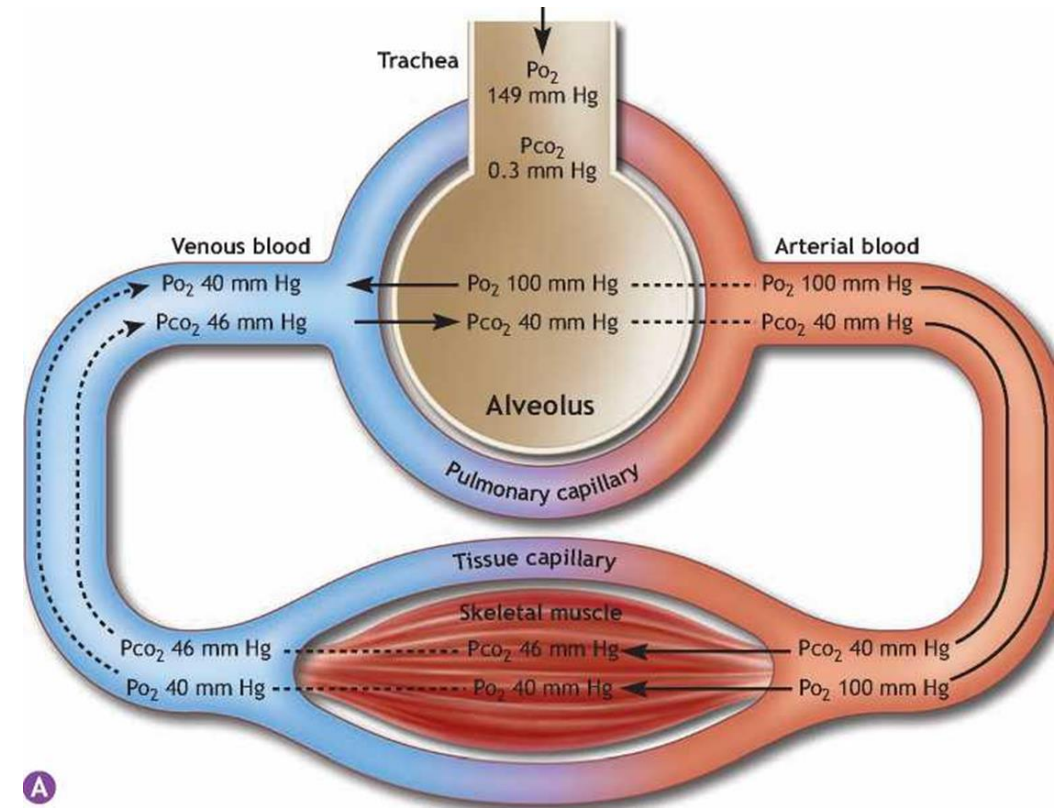 Trachea
Po₂
149 mm Hg
Pco₂
0.3 mm Hg
Venous blood
Arterial blood
Po₂ 40 mm Hg
Po₂ 100 mm Hg
Po₂ 100 mm Hg
Pco₂ 46 mm Hg
Pco₂ 40 mm Hg
Pco₂ 40 mm Hg
Alveolus
Pulmonary capillary
Tissue capillary
Skeletal muscle
Pco₂ 46 mm Hg
Pco₂ 46 mm Hg
Pco₂ 40 mm Hg
Po₂ 40 mm Hg
Po₂ 40 mm Hg
Po₂ 100 mm Hg
A